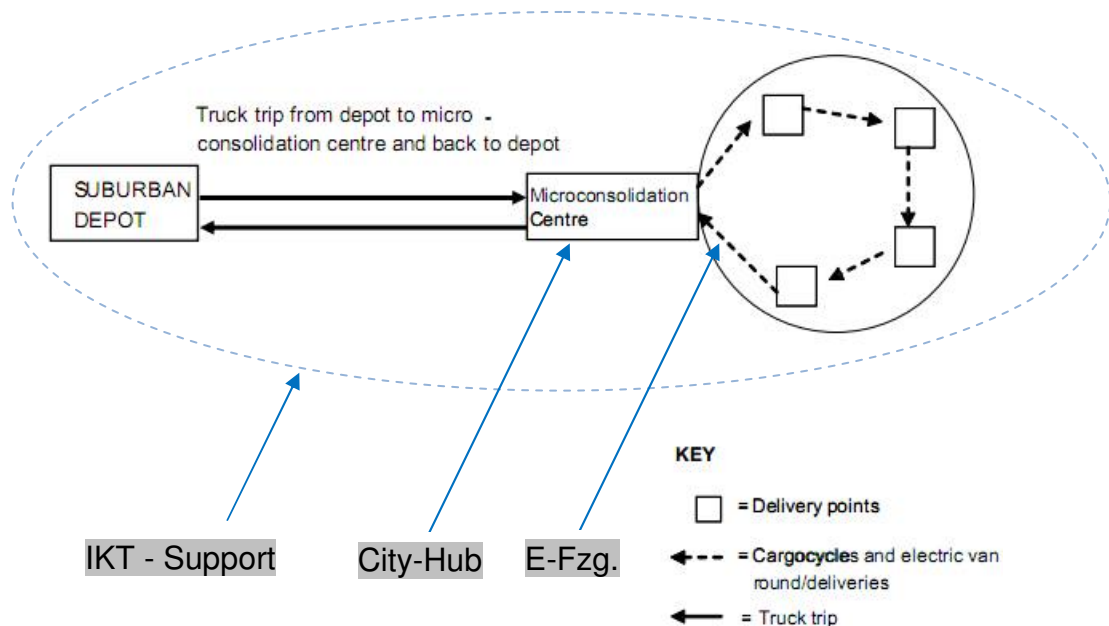 Truck trip from depot to micro -
consolidation centre and back to depot
SUBURBAN
DEPOT
Microconsolidation
Centre
IKT - Support
City-Hub
E-Fzg.
KEY
= Delivery points
= Cargocycles and electric van
round/deliveries
= Truck trip